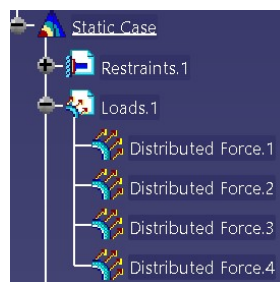 Static Case
Restraints.1
Loads.1
Distributed Force.1
Distributed Force.2
Distributed Force.3
Distributed Force.4